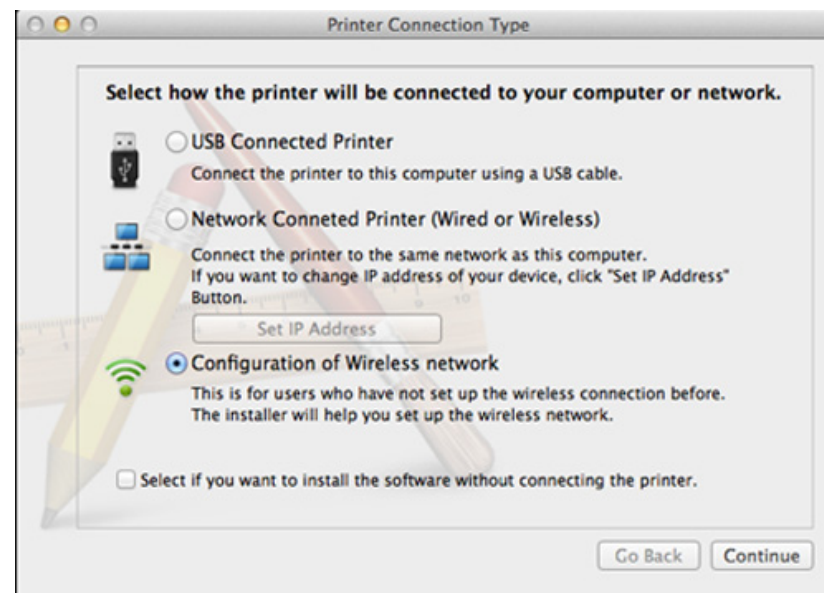 Printer Connection Type
Select how the printer will be connected to your computer or network.
USB Connected Printer
Connect the printer to this computer using a USB cable.
Network Conneted Printer (Wired or Wireless)
Connect the printer to the same network as this computer.
If you want to change IP address of your device, click "Set IP Address"
Button.
Set IP Address
Configuration of Wireless network
This is for users who have not set up the wireless connection before.
The installer will help you set up the wireless network.
Select if you want to install the software without connecting the printer.
Go Back Continue